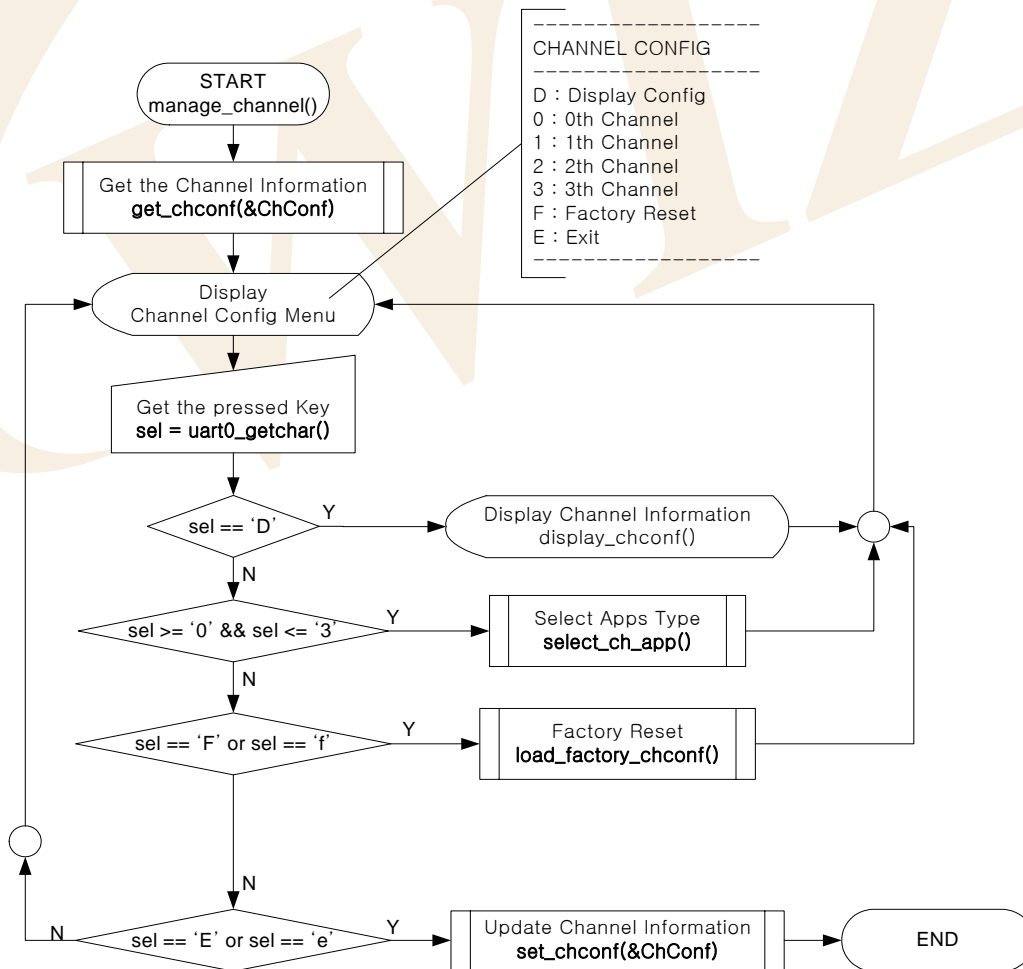 ------------------
CHANNEL CONFIG
------------------
D : Display Config
0 : 0th Channel
1 : 1th Channel
2 : 2th Channel
3 : 3th Channel
F : Factory Reset
E : Exit
------------------
START
manage_channel()
Get the Channel Information
get_chconf(&ChConf)
Display
Channel Config Menu
Get the pressed Key
sel = uart0_getchar()
sel == ‘D’
Y
Display Channel Information
display_chconf()
N
sel >= ‘0’ && sel <= ‘3’
Y
Select Apps Type
select_ch_app()
N
sel == ‘F’ or sel == ‘f’
Y
Factory Reset
load_factory_chconf()
N
sel == ‘E’ or sel == ‘e’
N
Y
Update Channel Information
set_chconf(&ChConf)
END